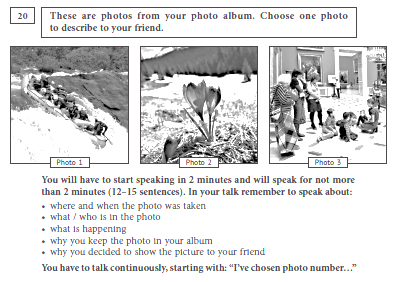 20
These are photos from your photo album. Choose one photo
to describe to your friend.
Photo 1
Photo 2
Photo 3
You will have to start speaking in 2 minutes and will speak for not more
than 2 minutes (12–15 sentences). In your talk remember to speak about:
• where and when the photo was taken
• what / who is in the photo
• what is happening
• why you keep the photo in your album
• why you decided to show the picture to your friend
You have to talk continuously, starting with: “I’ve chosen photo number...”